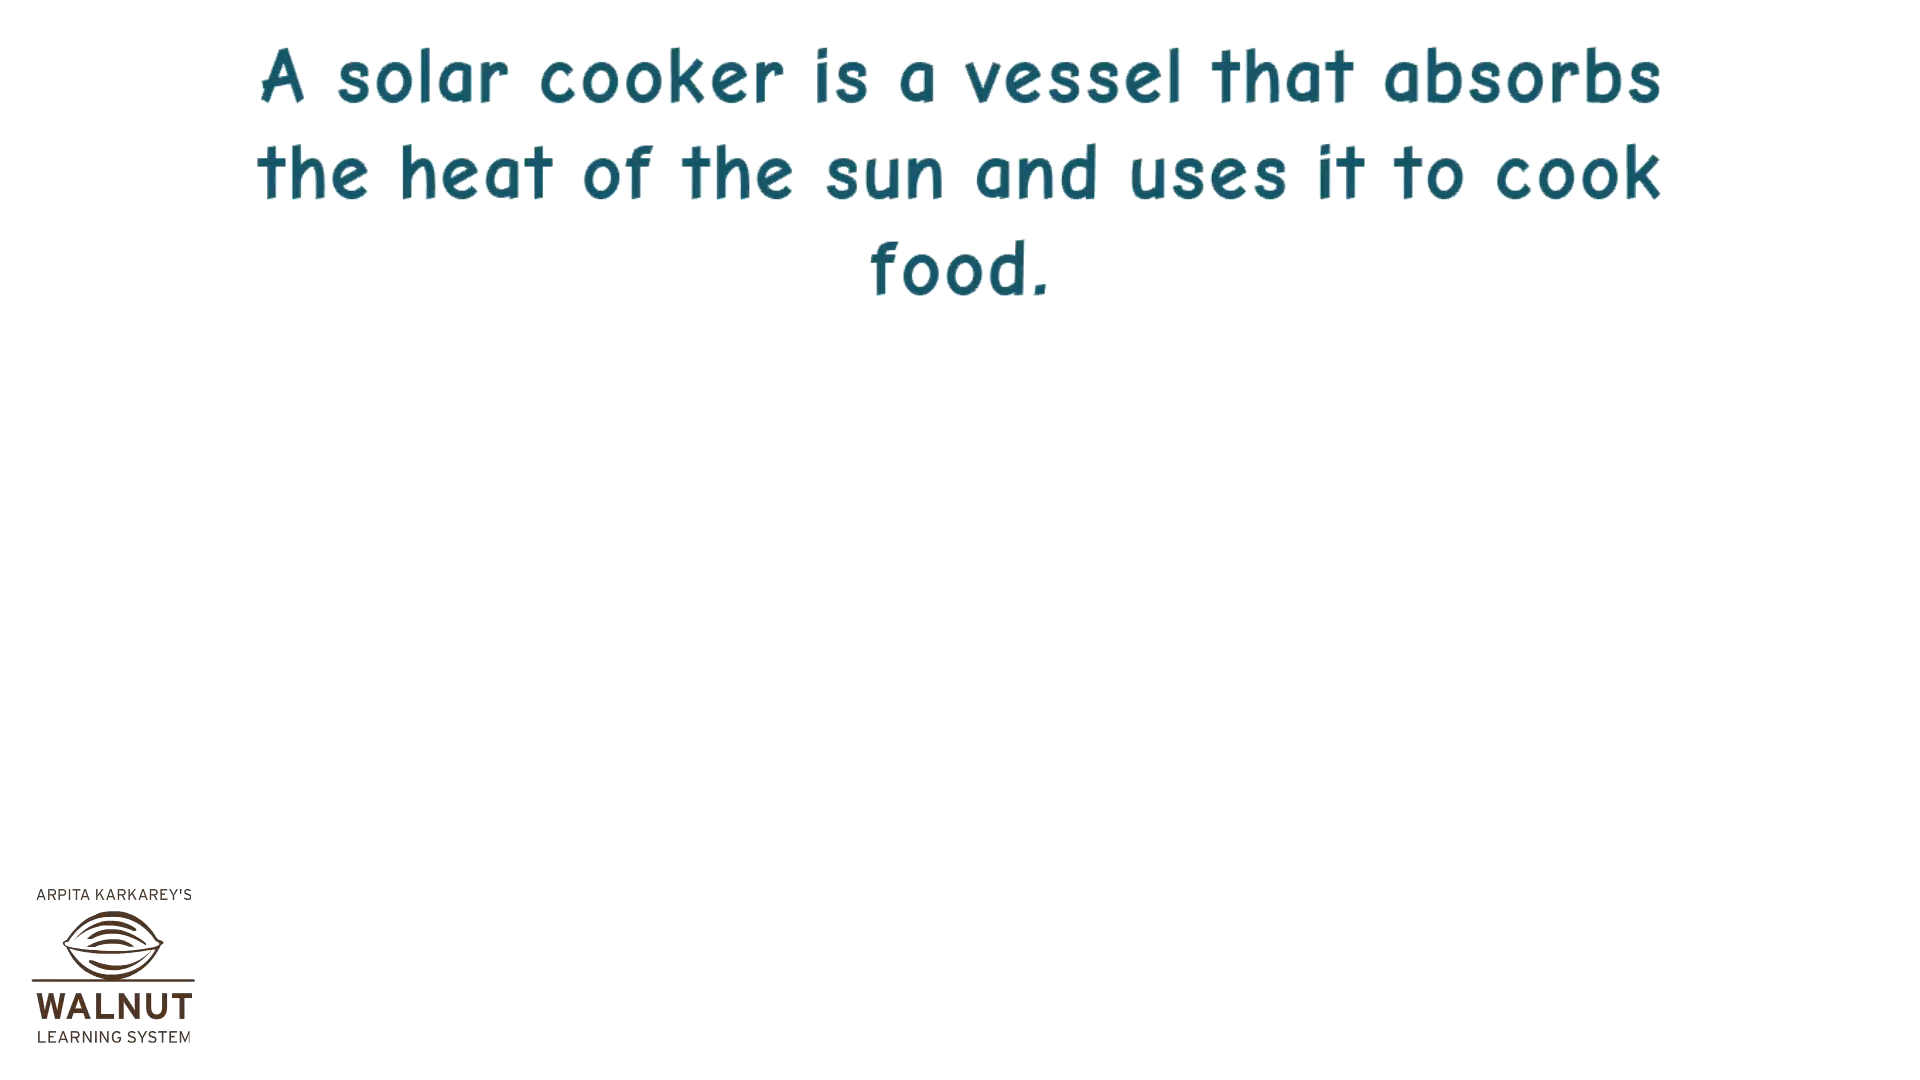 A solar cooker is a vessel that absorbs
the heat of the sun and uses it to cook
food.
ARPITA KARKAREY'S
WALNUT
LEARNING SYSTEM